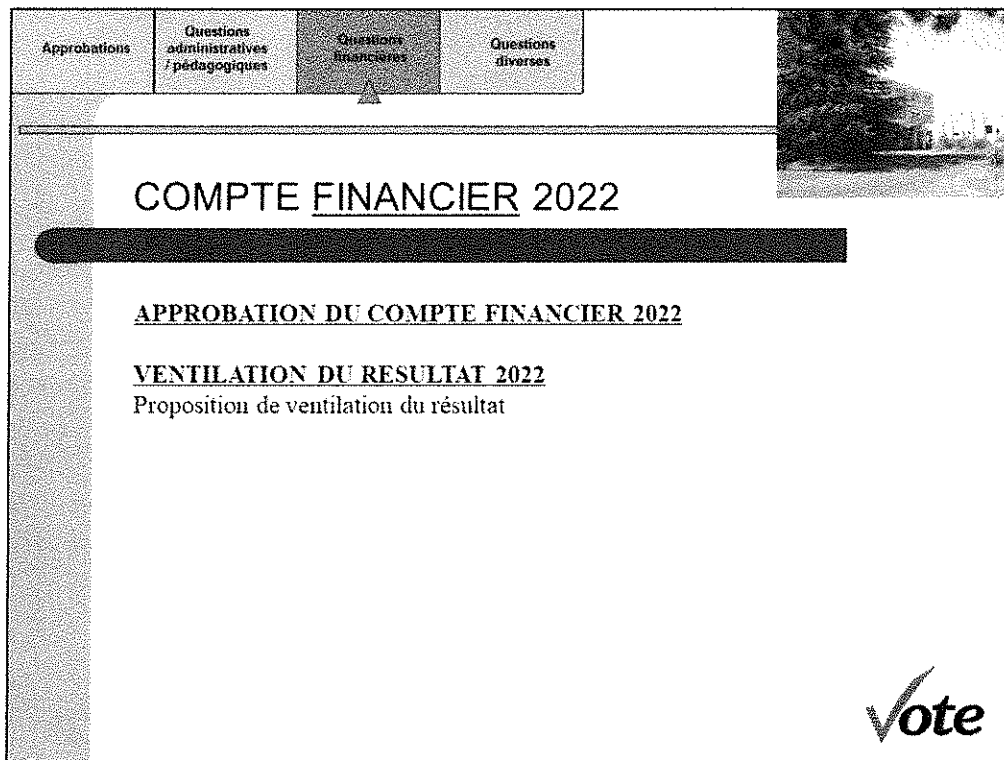 Approbations
Questions
administratives
/ pédagogiques
Questions
financières
Questions
diverses
COMPTE FINANCIER 2022
APPROBATION DU COMPTE FINANCIER 2022
VENTILATION DU RESULTAT 2022
Proposition de ventilation du résultat
Vote